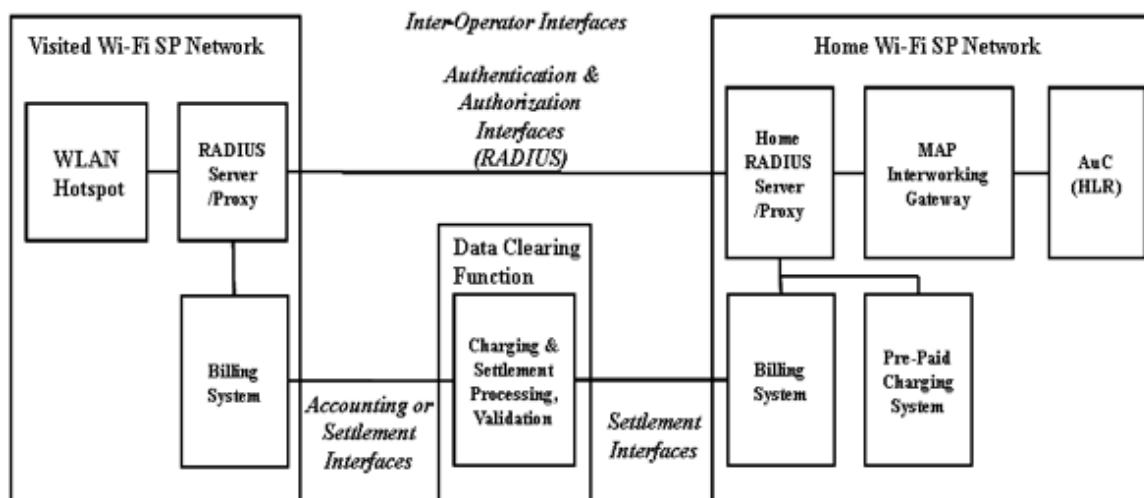 Inter-Operator Interfaces
Visited Wi-Fi SP Network
Home Wi-Fi SP Network
Authentication &
Authorization
Interfaces
(RADIUS)
WLAN
Hotspot
RADIUS
Server
/Proxy
Home
RADIUS
Server
/Proxy
MAP
Interworking
Gateway
AuC
(HLR)
Data Clearing
Function
Billing
System
Charging &
Settlement
Processing,
Validation
Billing
System
Pre-Paid
Charging
System
Accounting or
Settlement
Interfaces
Settlement
Interfaces